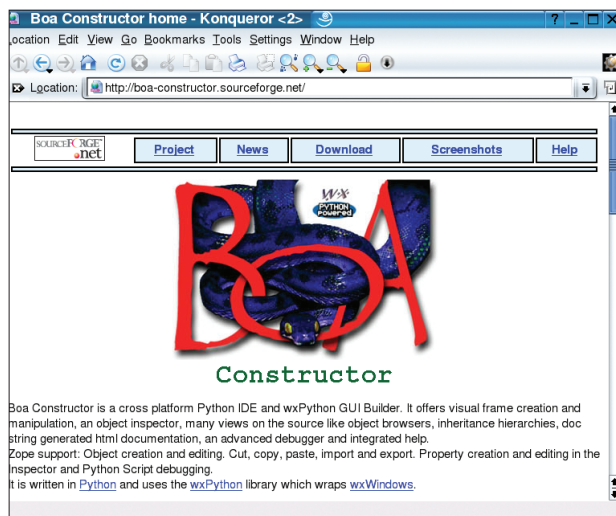 Boa Constructor home - Konqueror <2>
ocation Edit View Go Bookmarks Tools Settings Window Help
Location: http://boa-constructor.sourceforge.net/
SOURCEFORGE
.net
Project News Download Screenshots Help
WX
PYTHON
Powered
BOA
Constructor
Boa Constructor is a cross platform Python IDE and wxPython GUI Builder. It offers visual frame creation and
manipulation, an object inspector, many views on the source like object browsers, inheritance hierarchies, doc
string generated html documentation, an advanced debugger and integrated help.
Zope support: Object creation and editing. Cut, copy, paste, import and export. Property creation and editing in the
Inspector and Python Script debugging.
It is written in Python and uses the wxPython library which wraps wxWindows.